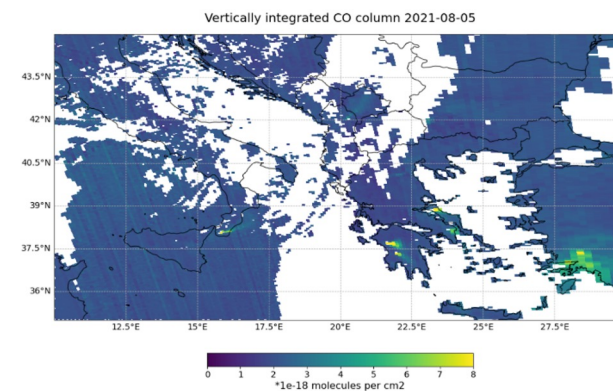 Vertically integrated CO column 2021-08-05
43.5°N
42°N
40.5°N
39°N
37.5°N
36°N
12.5°E 15°E 17.5°E 20°E 22.5°E 25°E 27.5°E
0 1 2 3 4 5 6 7 8
*1e-18 molecules per cm2